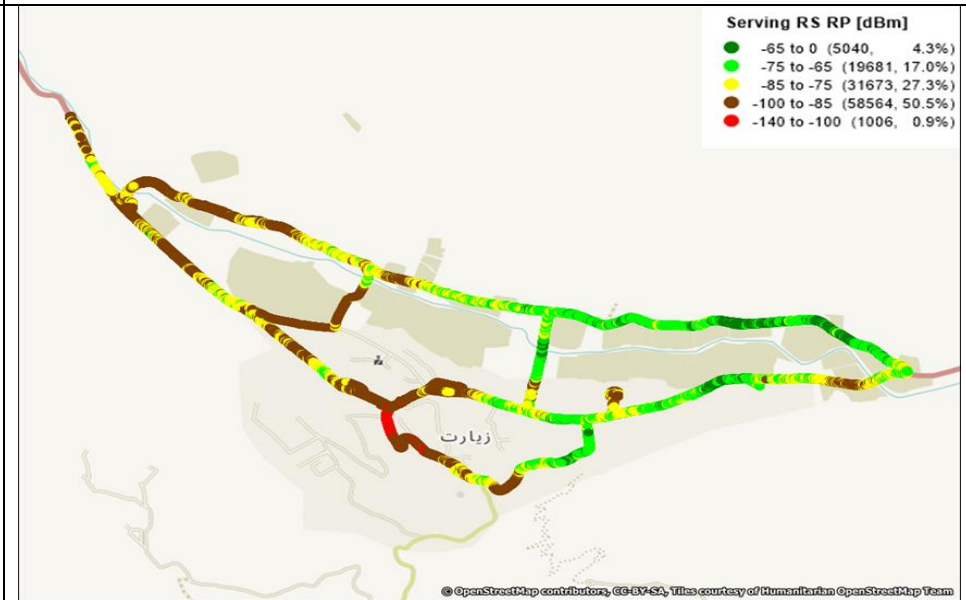 Serving RS RP [dBm]
-65 to 0 (5040, 4.3%)
-75 to -65 (19681, 17.0%)
-85 to -75 (31673, 27.3%)
-100 to -85 (58564, 50.5%)
-140 to -100 (1006, 0.9%)
زیارت
© OpenStreetMap contributors, CC-BY-SA, Tiles courtesy of Humanitarian OpenStreetMap Team